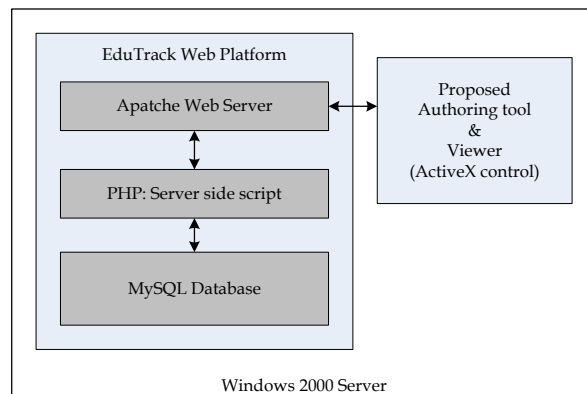 EduTrack Web Platform
Apatche Web Server
PHP: Server side script
MySQL Database
Proposed
Authoring tool
&
Viewer
(ActiveX control)
Windows 2000 Server